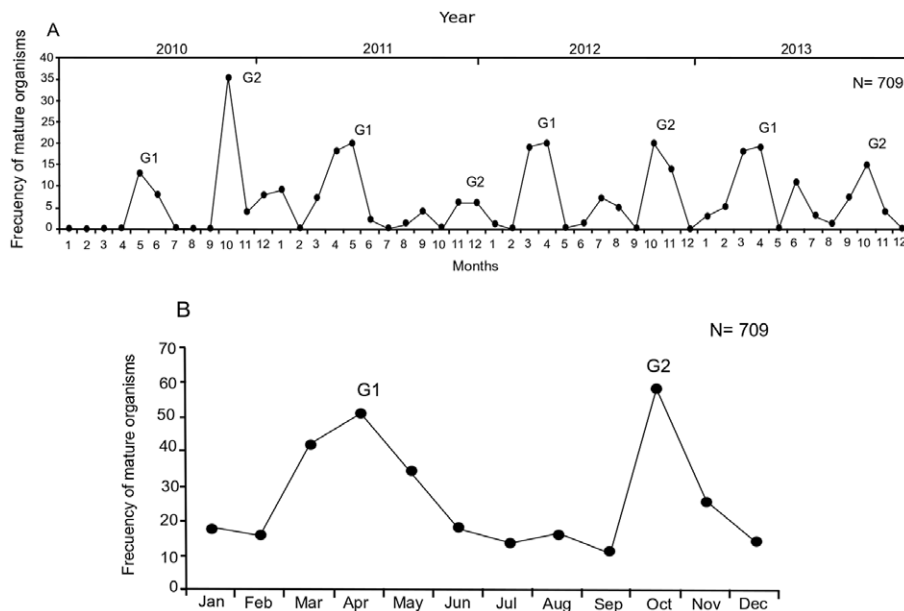 A
Year
2010 2011 2012 2013
Frecuency of mature organisms
40
35
30
25
20
15
10
5
0
N= 709
G2
G1
G1
G2
G1
G2
G1
G2
1 2 3 4 5 6 7 8 9 10 11 12 1 2 3 4 5 6 7 8 9 10 11 12 1 2 3 4 5 6 7 8 9 10 11 12 1 2 3 4 5 6 7 8 9 10 11 12
Months
B
N= 709
Frecuency of mature organisms
70
60
50
40
30
20
10
0
G1
G2
Jan Feb Mar Apr May Jun Jul Aug Sep Oct Nov Dec